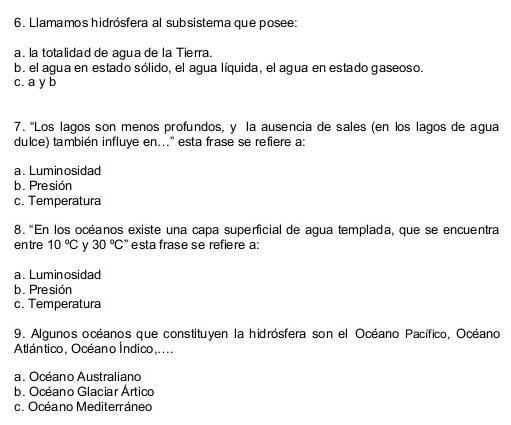 6. Llamamos hidrósfera al subsistema que posee:
a. la totalidad de agua de la Tierra.
b. el agua en estado sólido, el agua líquida, el agua en estado gaseoso.
c. a y b
7. “Los lagos son menos profundos, y la ausencia de sales (en los lagos de agua
dulce) también influye en…” esta frase se refiere a:
a. Luminosidad
b. Presión
c. Temperatura
8. “En los océanos existe una capa superficial de agua templada, que se encuentra
entre 10 ºC y 30 ºC” esta frase se refiere a:
a. Luminosidad
b. Presión
c. Temperatura
9. Algunos océanos que constituyen la hidrósfera son el Océano Pacífico, Océano
Atlántico, Océano Índico,….
a. Océano Australiano
b. Océano Glaciar Ártico
c. Océano Mediterráneo